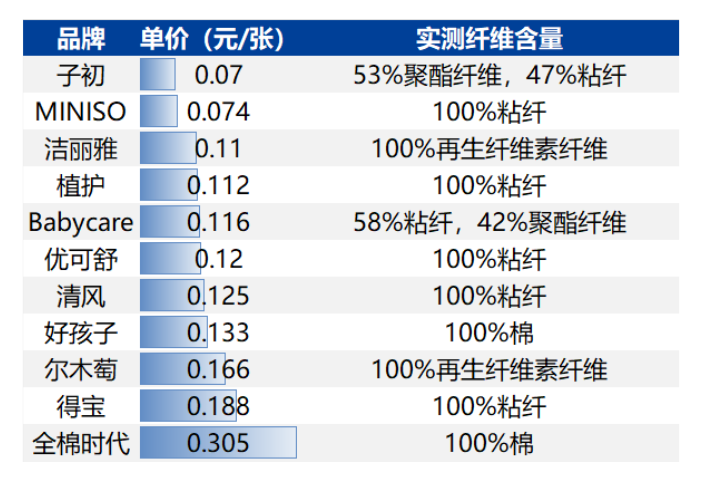 品牌 单价（元/张） 实测纤维含量
子初 0.07 53%聚酯纤维，47%粘纤
MINISO 0.074 100%粘纤
洁丽雅 0.11 100%再生纤维素纤维
植护 0.112 100%粘纤
Babycare 0.116 58%粘纤，42%聚酯纤维
优可舒 0.12 100%粘纤
清风 0.125 100%粘纤
好孩子 0.133 100%棉
尔木萄 0.166 100%再生纤维素纤维
得宝 0.188 100%粘纤
全棉时代 0.305 100%棉